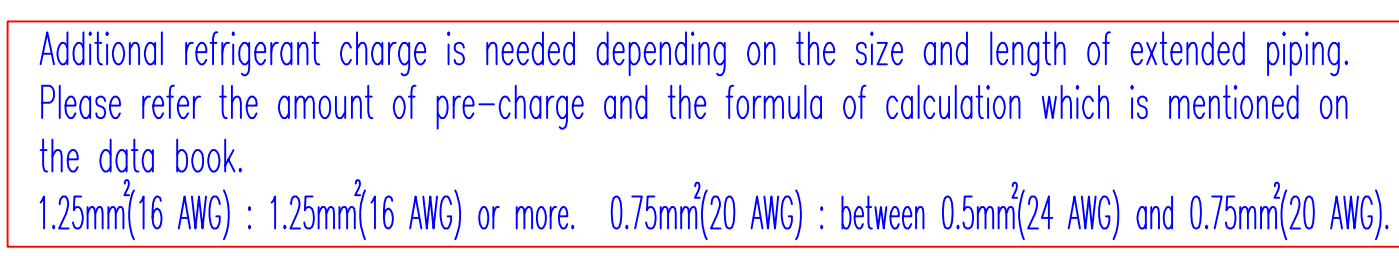 Additional refrigerant charge is needed depending on the size and length of extended piping.
Please refer the amount of pre-charge and the formula of calculation which is mentioned on
the data book.
1.25mm²(16 AWG) : 1.25mm²(16 AWG) or more. 0.75mm²(20 AWG) : between 0.5mm²(24 AWG) and 0.75mm²(20 AWG).